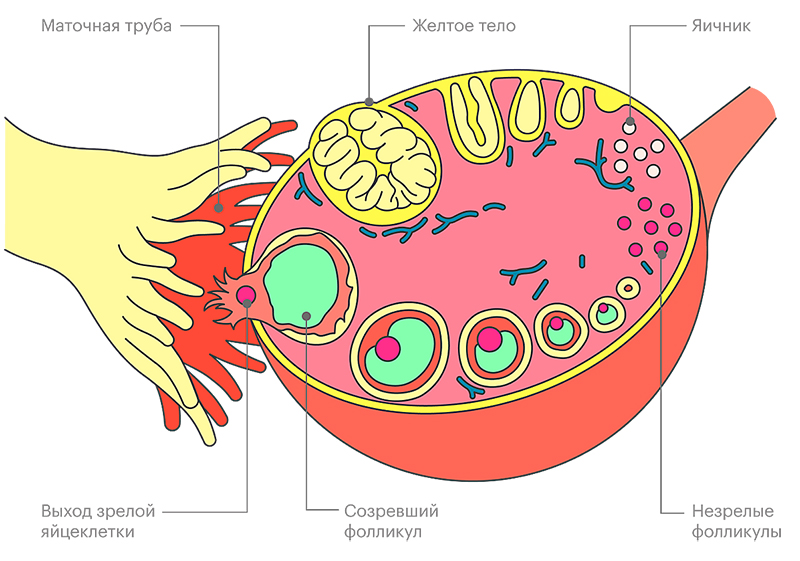 Маточная труба
Желтое тело
Яичник
Выход зрелой
яйцеклетки
Созревший
фолликул
Незрелые
фолликулы